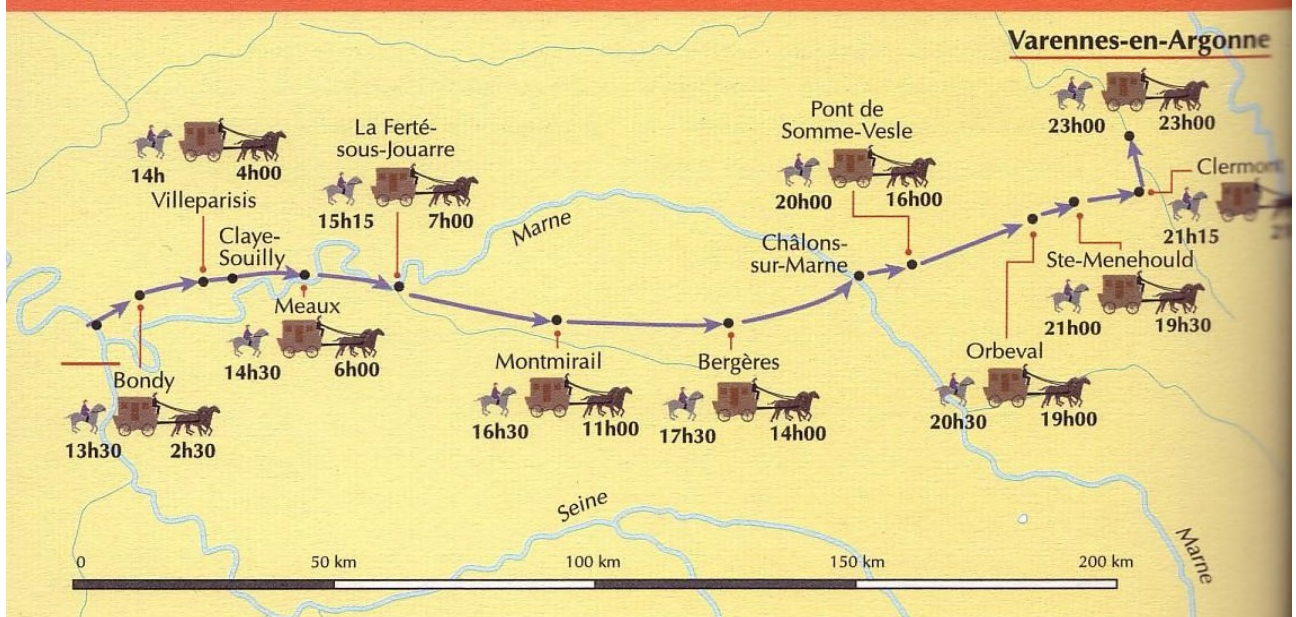 Varennes-en-Argonne
23h00
23h00
Pont de
Somme-Vesle
20h00
16h00
La Ferté-
sous-Jouarre
15h15
7h00
14h
4h00
Villeparisis
Claye-
Souilly
Marne
Châlons-
sur-Marne
Clermont
21h15
Ste-Menehould
21h00
19h30
Meaux
14h30
6h00
Orbeval
20h30
19h00
Montmirail
16h30
11h00
Bergères
17h30
14h00
Bondy
13h30
2h30
Seine
Marne
0
50 km
100 km
150 km
200 km